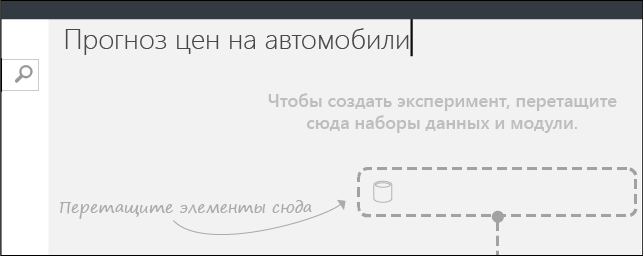 Прогноз цен на автомобили
Чтобы создать эксперимент, перетащите
сюда наборы данных и модули.
Перетащите элементы сюда